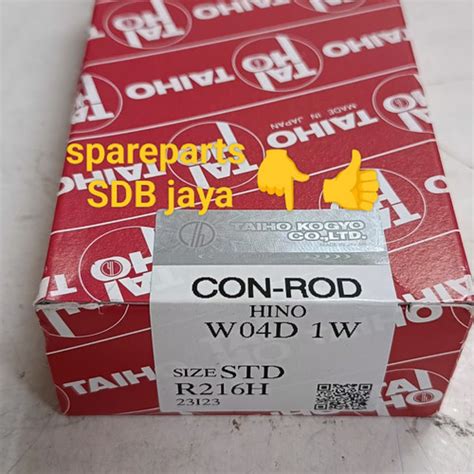 TAIHO
TAIHO
MADE IN JAPAN
spareparts
SDB jaya
TAIHO KOGYO
CO.,LTD.
CON-ROD
HINO
W04D 1W
SIZE STD
R216H
23I23
TAIHO
TAIHO